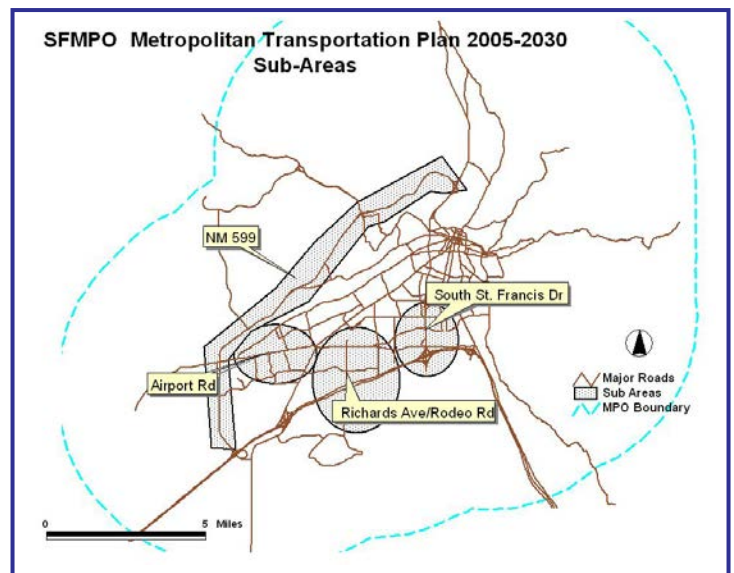 SFMPO Metropolitan Transportation Plan 2005-2030
Sub-Areas
NM 599
South St. Francis Dr
Airport Rd
Richards Ave/Rodeo Rd
Major Roads
Sub Areas
MPO Boundary
0 5 Miles